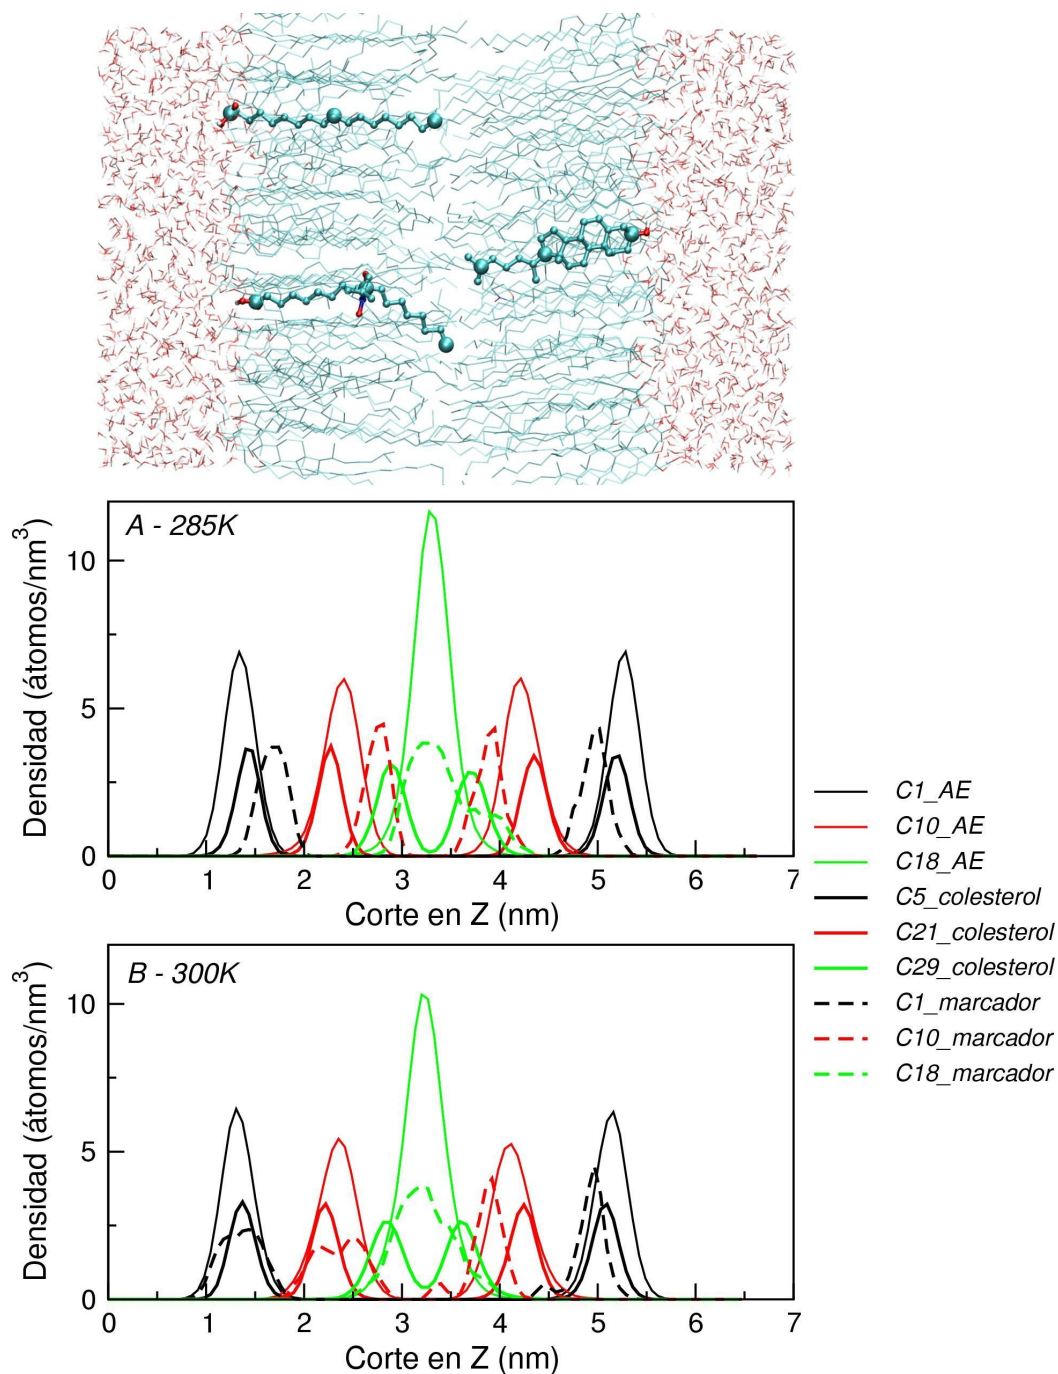 A - 285K
Densidad (átomos/nm3)
10
5
0
0 1 2 3 4 5 6 7
Corte en Z (nm)
C1_AE
C10_AE
C18_AE
C5_colesterol
C21_colesterol
C29_colesterol
C1_marcador
C10_marcador
C18_marcador
B - 300K
Densidad (átomos/nm3)
10
5
0
0 1 2 3 4 5 6 7
Corte en Z (nm)